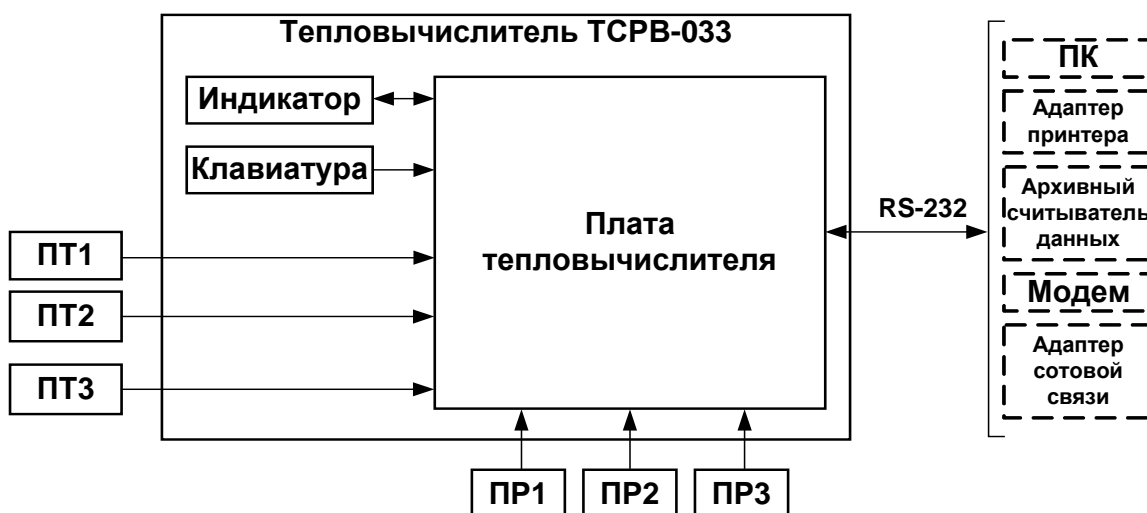 Тепловычислитель ТСРВ-033
Индикатор
Клавиатура
Плата
тепловычислителя
ПТ1
ПТ2
ПТ3
ПР1
ПР2
ПР3
RS-232
ПК
Адаптер
принтера
Архивный
считыватель
данных
Модем
Адаптер
сотовой
связи